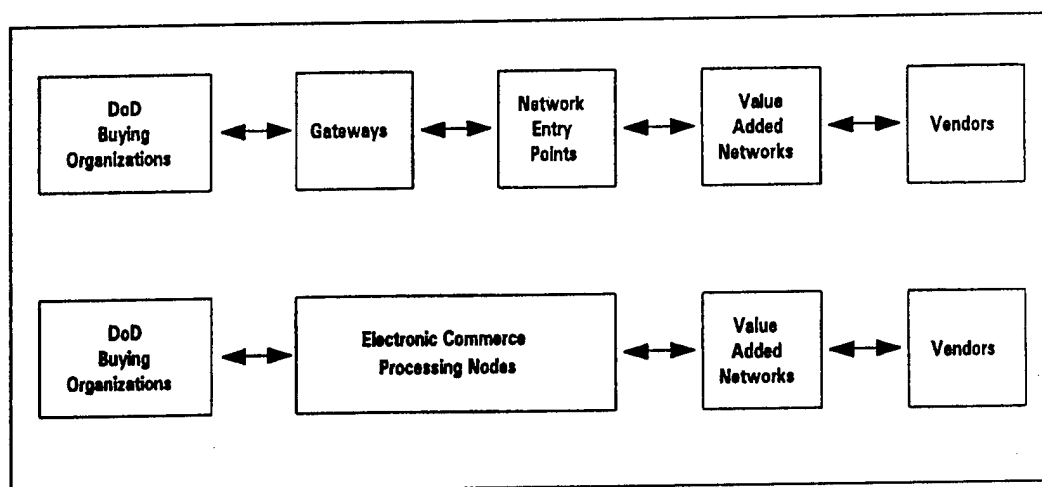 DoD
Buying
Organizations
Gateways
Network
Entry
Points
Value
Added
Networks
Vendors
DoD
Buying
Organizations
Electronic Commerce
Processing Nodes
Value
Added
Networks
Vendors